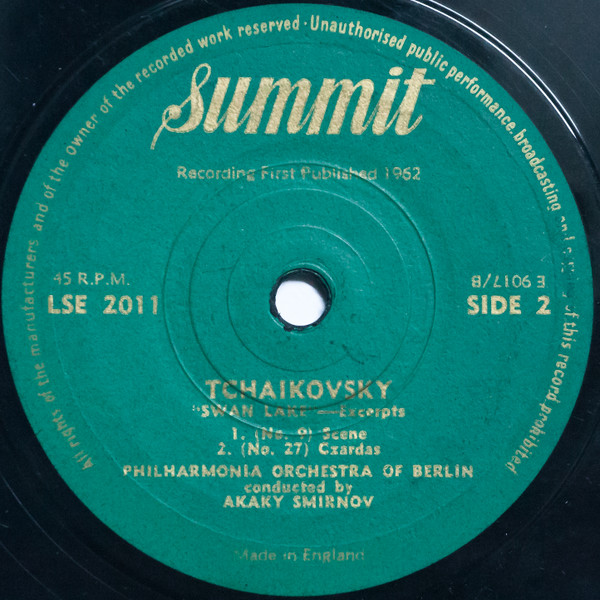 All rights of the manufacturers and of the owner of the recorded work reserved · Unauthorised public performance, broadcasting and of this record prohibited
Summit
Recording First Published 1962
45 R.P.M.
E 9017/B
LSE 2011
SIDE 2
TCHAIKOVSKY
"SWAN LAKE"—Excerpts
1. (No. 9) Scene
2. (No. 27) Czardas
PHILHARMONIA ORCHESTRA OF BERLIN
conducted by
AKAKY SMIRNOV
Made in England